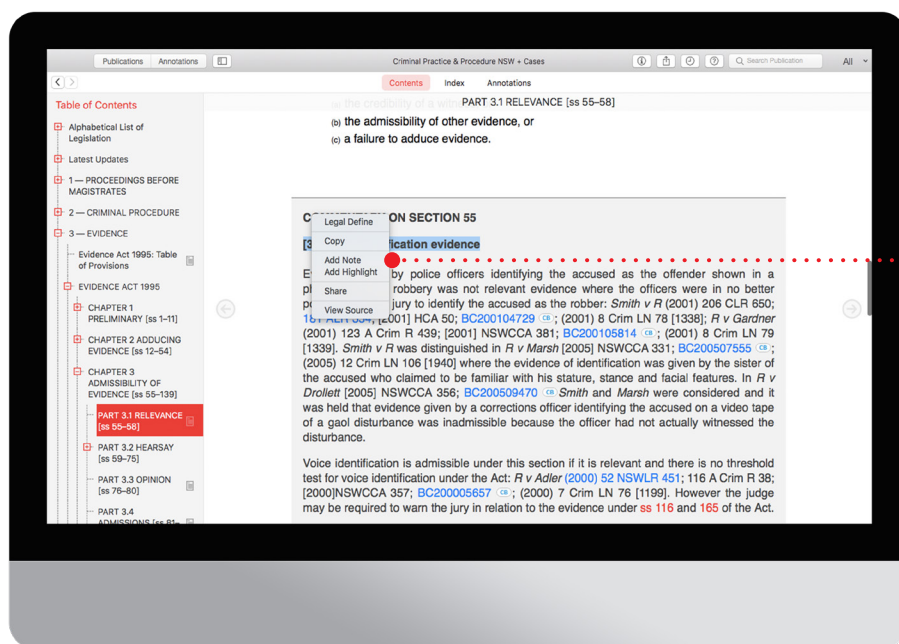 Publications Annotations
Criminal Practice & Procedure NSW + Cases
Search Publication
All
Contents Index Annotations
Table of Contents
Alphabetical List of
Legislation
Latest Updates
1 — PROCEEDINGS BEFORE
MAGISTRATES
2 — CRIMINAL PROCEDURE
3 — EVIDENCE
Evidence Act 1995: Table
of Provisions
EVIDENCE ACT 1995
CHAPTER 1
PRELIMINARY [ss 1–11]
CHAPTER 2 ADDUCING
EVIDENCE [ss 12–54]
CHAPTER 3
ADMISSIBILITY OF
EVIDENCE [ss 55–139]
PART 3.1 RELEVANCE
[ss 55–58]
PART 3.2 HEARSAY
[ss 59–75]
PART 3.3 OPINION
[ss 76–80]
PART 3.4
ADMISSIONS [ss 81–
the credibility of a
PART 3.1 RELEVANCE [ss 55–58]
(b) the admissibility of other evidence, or
(c) a failure to adduce evidence.
ON SECTION 55
evidence
Legal Define
Copy
Add Note
Add Highlight
Share
View Source
by police officers identifying the accused as the offender shown in a
robbery was not relevant evidence where the officers were in no better
jury to identify the accused as the robber: Smith v R (2001) 206 CLR 650;
[2001] HCA 50; BC200104729 CB ; (2001) 8 Crim LN 78 [1338]; R v Gardner
(2001) 123 A Crim R 439; [2001] NSWCCA 381; BC200105814 CB ; (2001) 8 Crim LN 79
[1339]. Smith v R was distinguished in R v Marsh [2005] NSWCCA 331; BC200507555 CB ;
(2005) 12 Crim LN 106 [1940] where the evidence of identification was given by the sister of
the accused who claimed to be familiar with his stature, stance and facial features. In R v
Drollett [2005] NSWCCA 356; BC200509470 CB Smith and Marsh were considered and it
was held that evidence given by a corrections officer identifying the accused on a video tape
of a gaol disturbance was inadmissible because the officer had not actually witnessed the
disturbance.
Voice identification is admissible under this section if it is relevant and there is no threshold
test for voice identification under the Act: R v Adler (2000) 52 NSWLR 451; 116 A Crim R 38;
[2000]NSWCCA 357; BC200005657 CB ; (2000) 7 Crim LN 76 [1199]. However the judge
may be required to warn the jury in relation to the evidence under ss 116 and 165 of the Act.